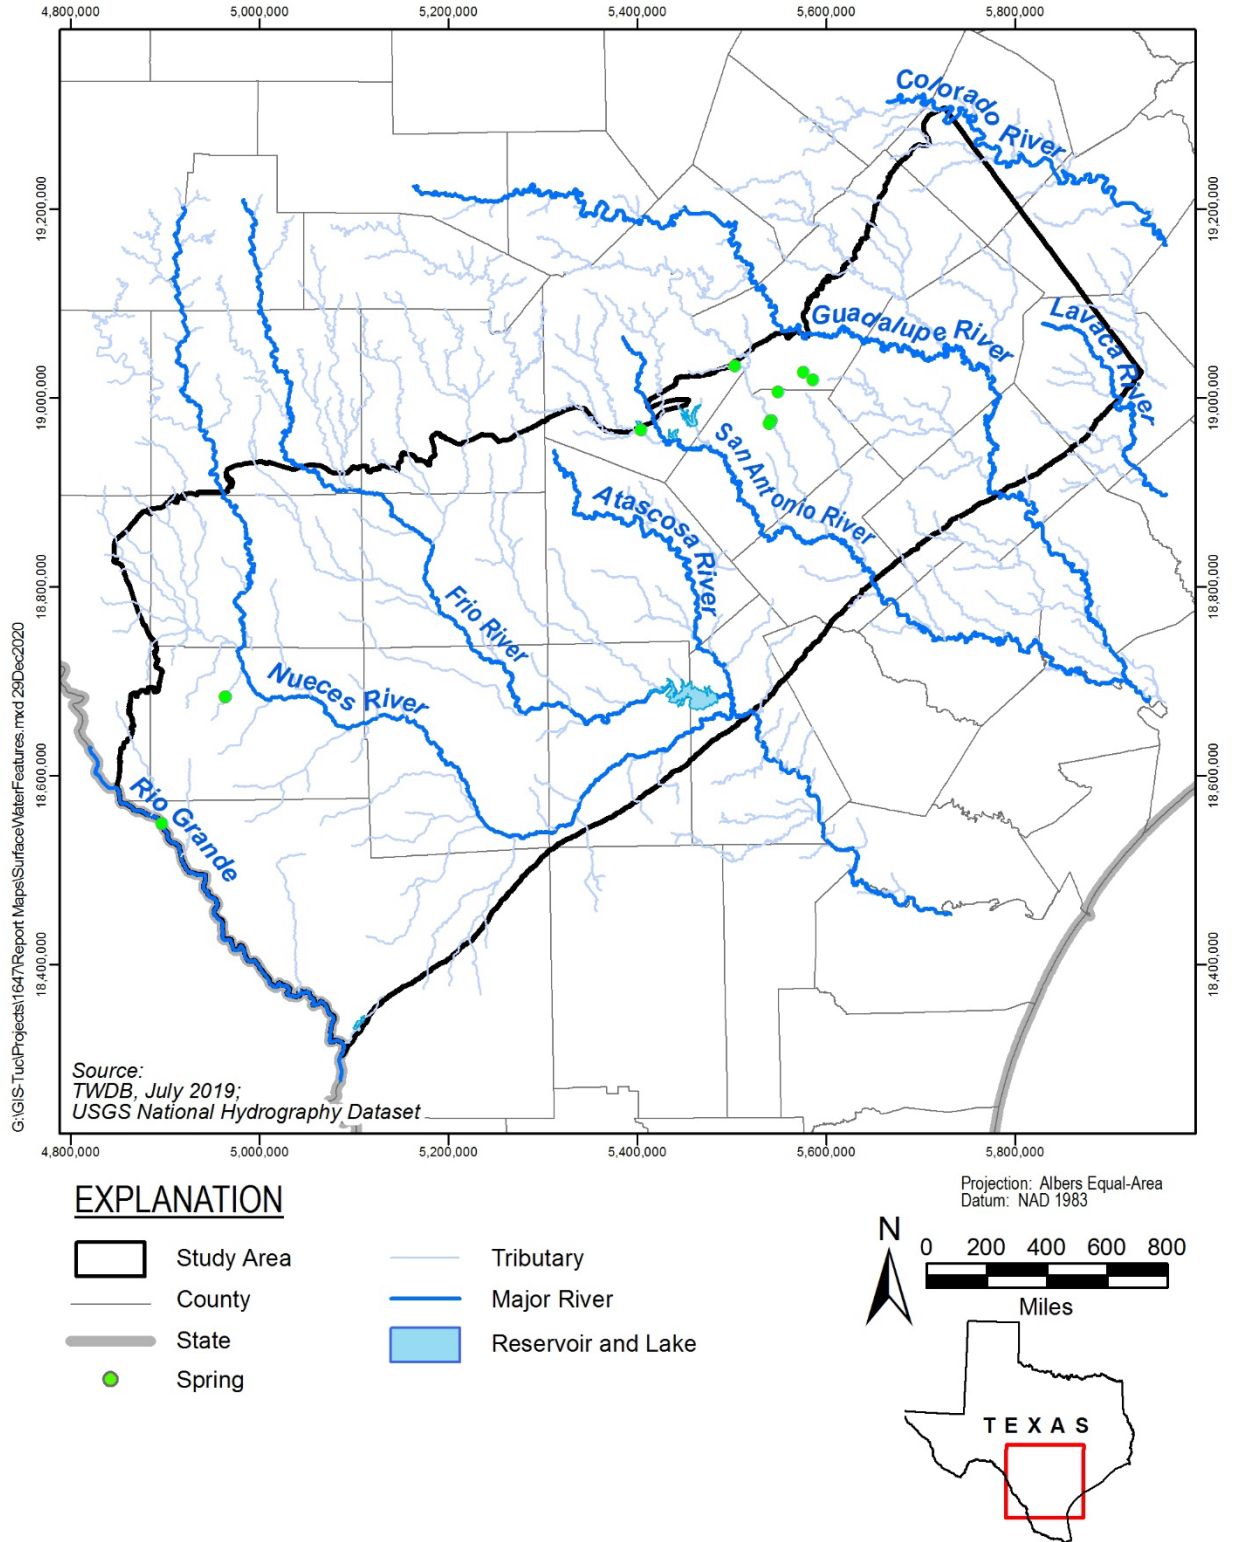 4,800,000 5,000,000 5,200,000 5,400,000 5,600,000 5,800,000
19,200,000
19,000,000
18,800,000
18,600,000
18,400,000
19,200,000
19,000,000
18,800,000
18,600,000
18,400,000
Colorado River
Guadalupe River
Lavaca River
San Antonio River
Atascosa River
Frio River
Nueces River
Rio Grande
G:\GIS-Tuc\Projects\1647\Report Maps\SurfaceWaterFeatures.mxd 29Dec2020
Source:
TWDB, July 2019;
USGS National Hydrography Dataset
4,800,000 5,000,000 5,200,000 5,400,000 5,600,000 5,800,000
EXPLANATION
Study Area
County
State
Spring
Tributary
Major River
Reservoir and Lake
Projection: Albers Equal-Area
Datum: NAD 1983
N
0 200 400 600 800
Miles
TEXAS